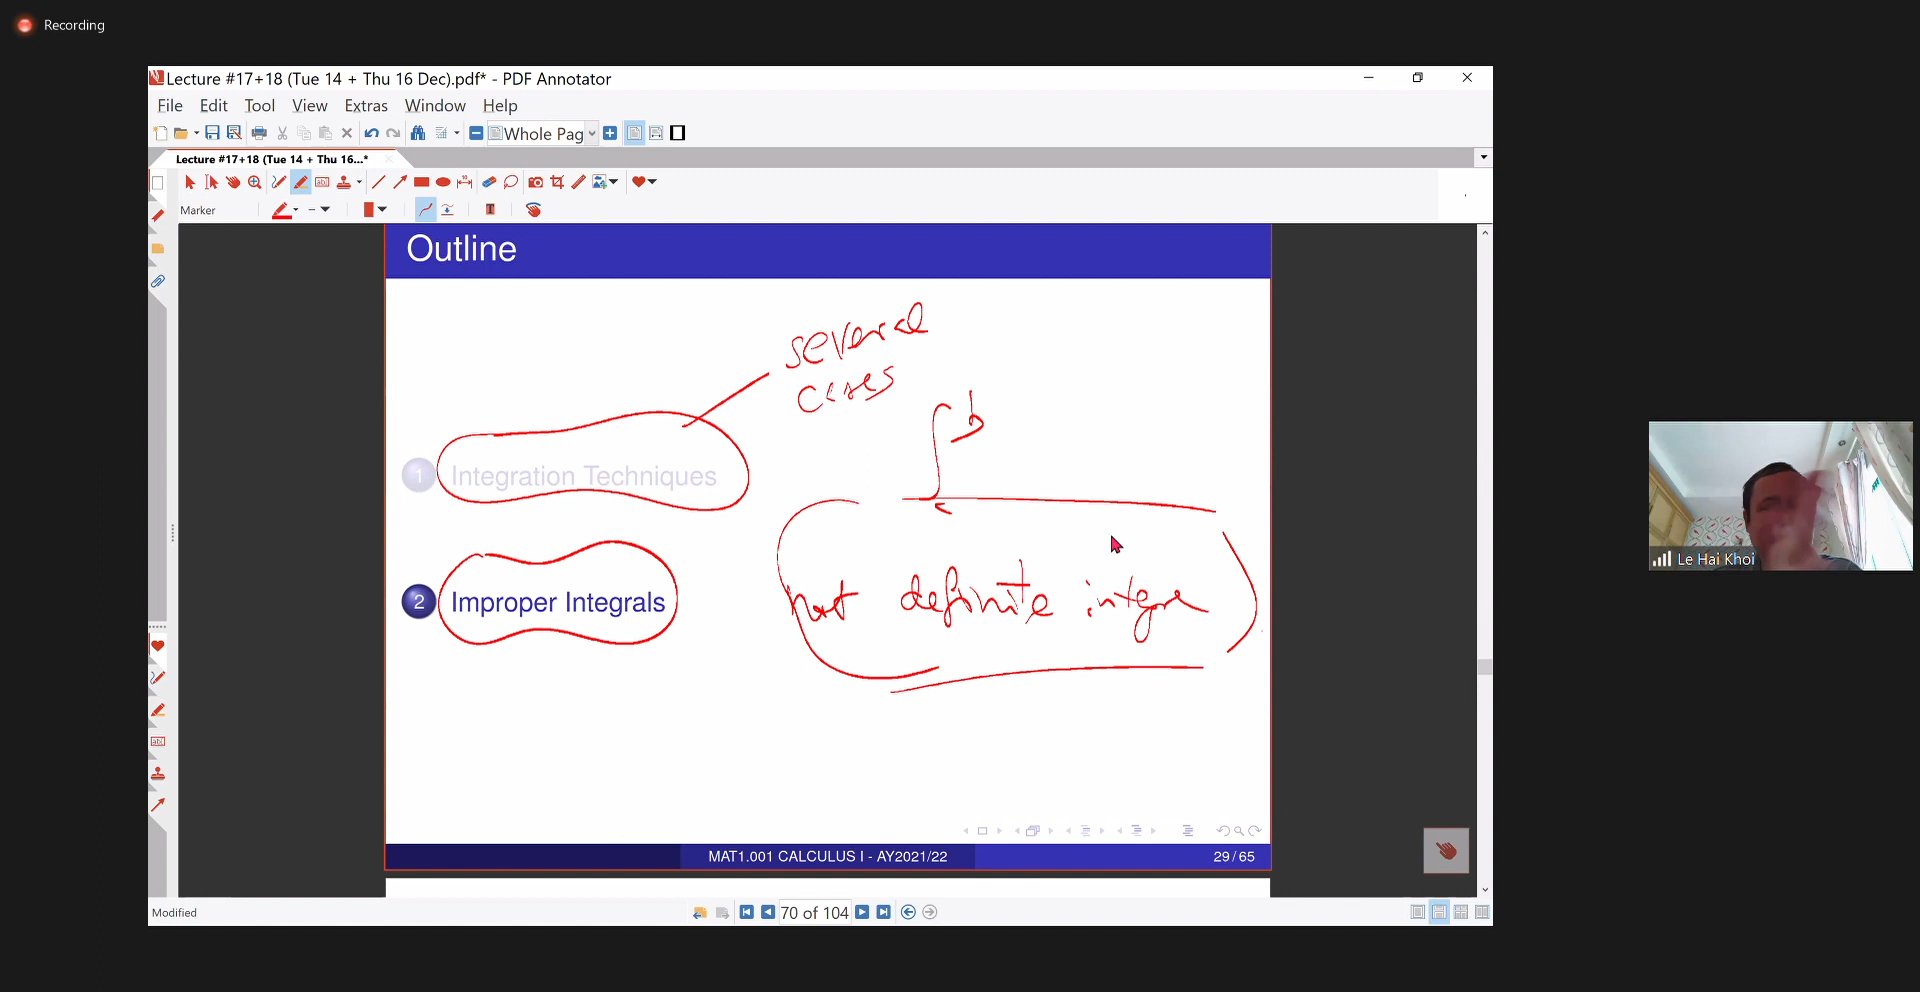 Recording
Lecture #17+18 (Tue 14 + Thu 16 Dec).pdf* - PDF Annotator
File Edit Tool View Extras Window Help
Whole Pag
Lecture #17+18 (Tue 14 + Thu 16...*
Marker
Outline
several
cases
b
1 Integration Techniques
2 Improper Integrals
not definite integra
Le Hai Khoi
MAT1.001 CALCULUS I - AY2021/22
29/65
Modified
70 of 104